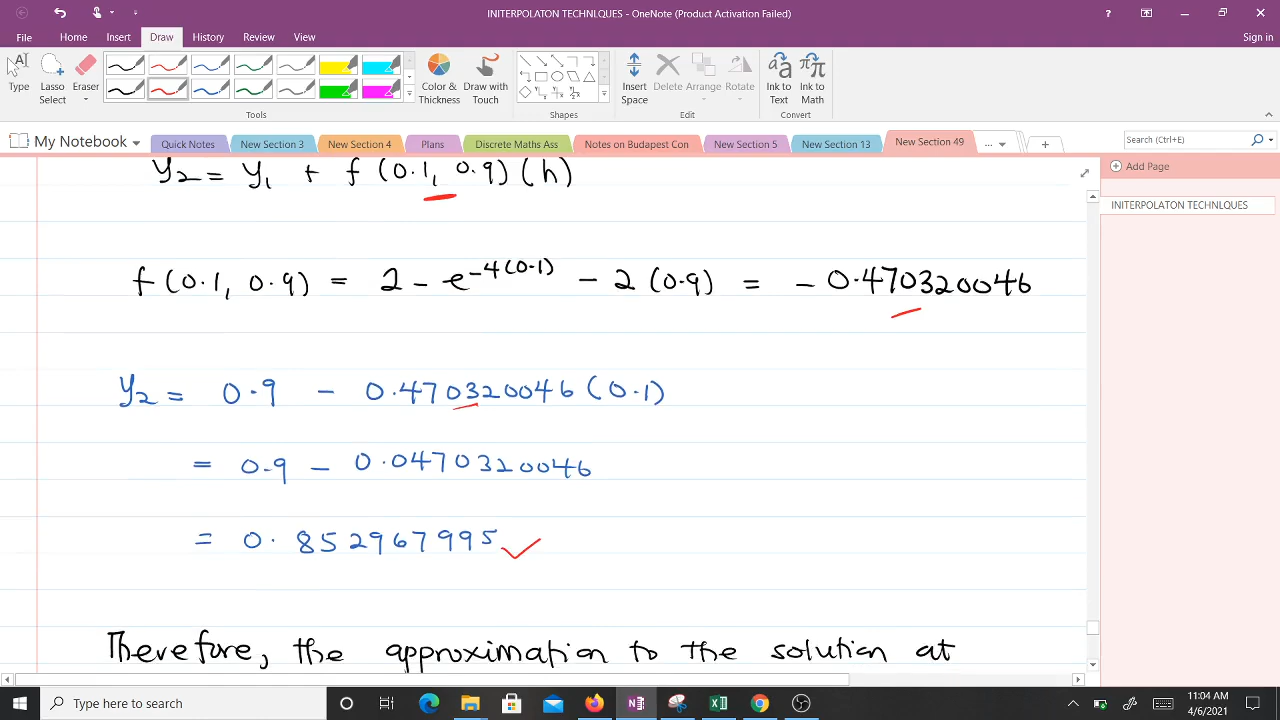 INTERPOLATON TECHNLQUES - OneNote (Product Activation Failed)
? Sign in
File Home Insert Draw History Review View
Type Lasso Select Eraser Color & Thickness Draw with Touch Insert Space Delete Arrange Rotate Ink to Text Ink to Math
Tools Shapes Edit Convert
My Notebook Quick Notes New Section 3 New Section 4 Plans Discrete Maths Ass Notes on Budapest Con New Section 5 New Section 13 New Section 49 ... + Search (Ctrl+E)
Add Page
INTERPOLATON TECHNLQUES
y₂ = y₁ + f (0.1, 0.9) (h)
f (0.1, 0.9) = 2 - e^-4(0.1) - 2 (0.9) = - 0.470320046
y₂ = 0.9 - 0.470320046 (0.1)
= 0.9 - 0.0470320046
= 0.852967995 ✓
Therefore, the approximation to the solution at
Type here to search
11:04 AM
4/6/2021